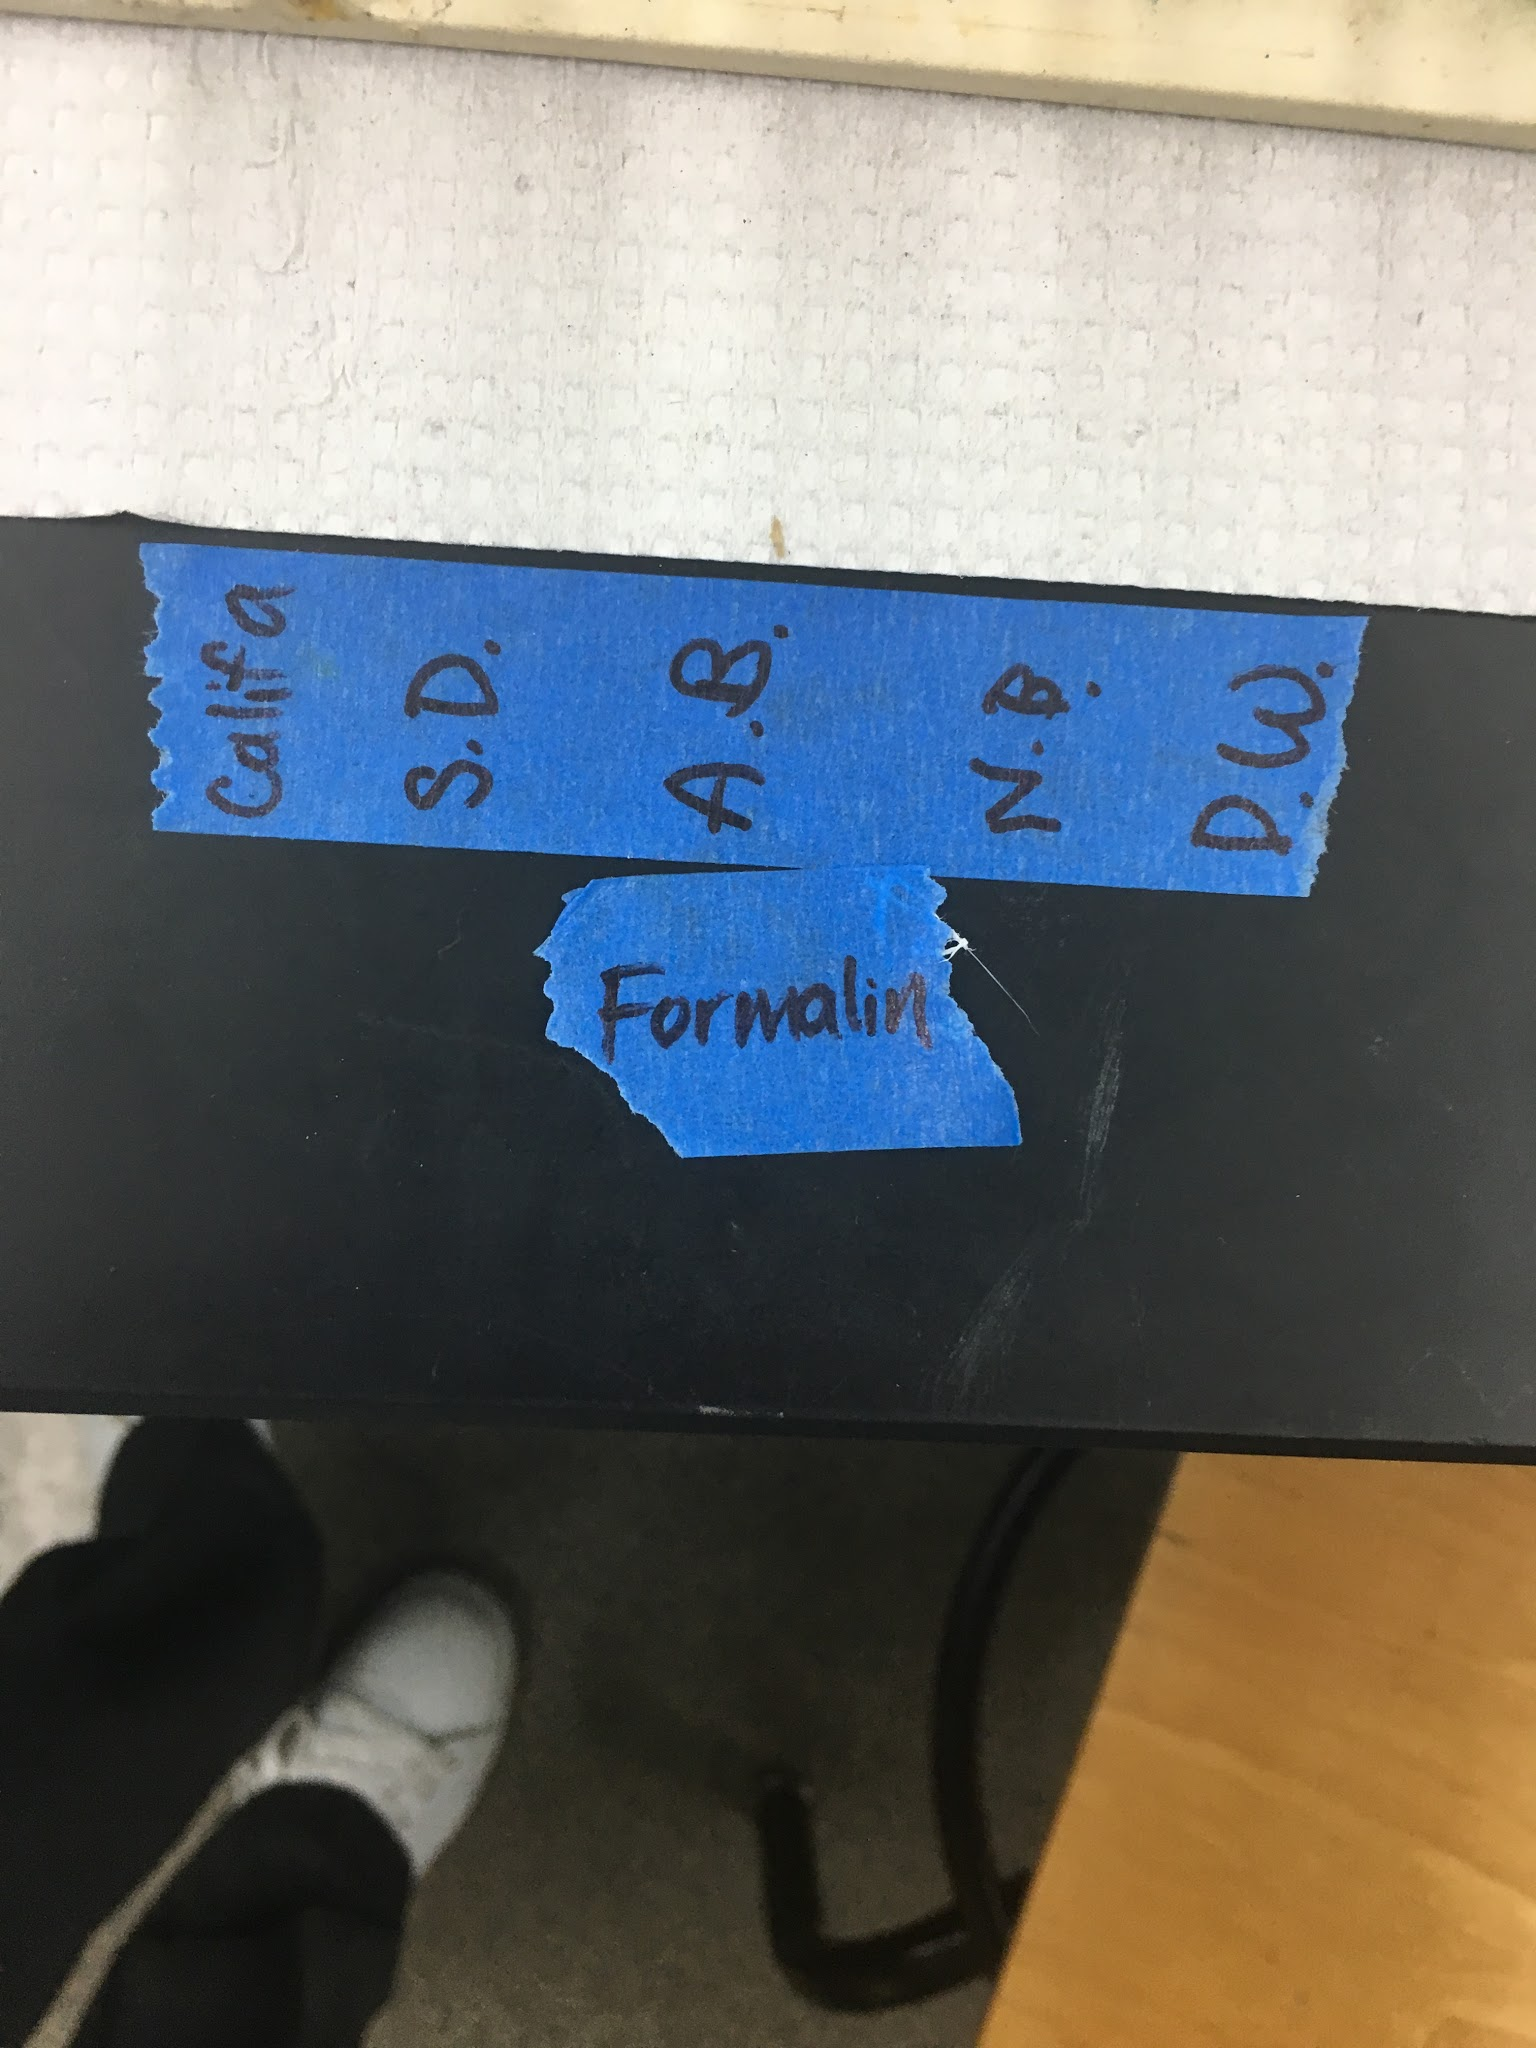 Califa
S.D.
A.B.
N.B.
D.W.
Formalin